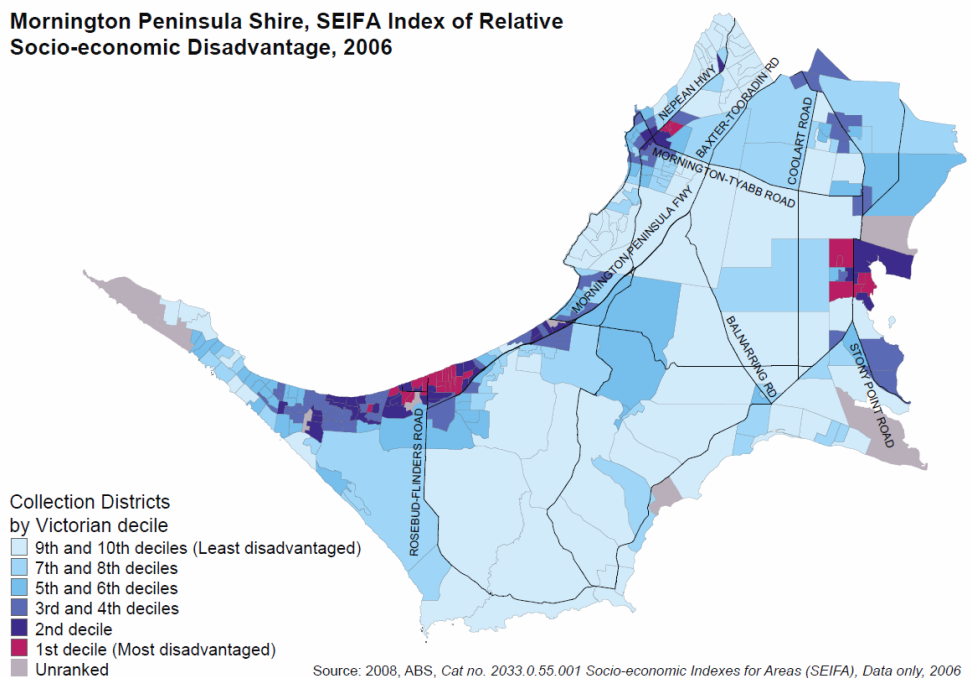 Mornington Peninsula Shire, SEIFA Index of Relative
Socio-economic Disadvantage, 2006
NEPEAN HWY
BAXTER-TOORADIN RD
COOLART ROAD
MORNINGTON-TYABB ROAD
MORNINGTON PENINSULA FWY
BALNARRING RD
STONY POINT ROAD
ROSEBUD-FLINDERS ROAD
Collection Districts
by Victorian decile
9th and 10th deciles (Least disadvantaged)
7th and 8th deciles
5th and 6th deciles
3rd and 4th deciles
2nd decile
1st decile (Most disadvantaged)
Unranked
Source: 2008, ABS, Cat no. 2033.0.55.001 Socio-economic Indexes for Areas (SEIFA), Data only, 2006